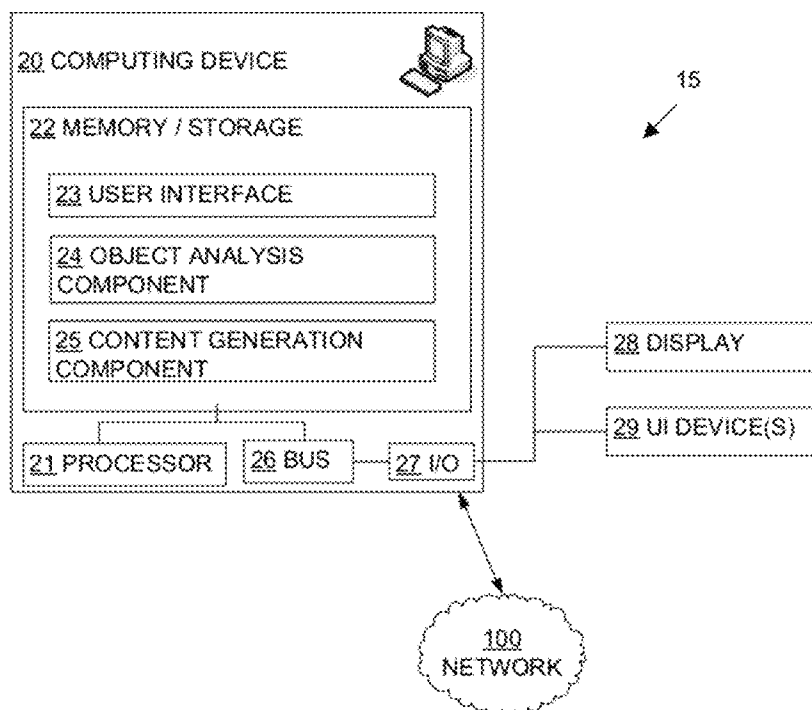 20 COMPUTING DEVICE
15
22 MEMORY / STORAGE
23 USER INTERFACE
24 OBJECT ANALYSIS
COMPONENT
25 CONTENT GENERATION
COMPONENT
28 DISPLAY
29 UI DEVICE(S)
21 PROCESSOR
26 BUS
27 I/O
100
NETWORK